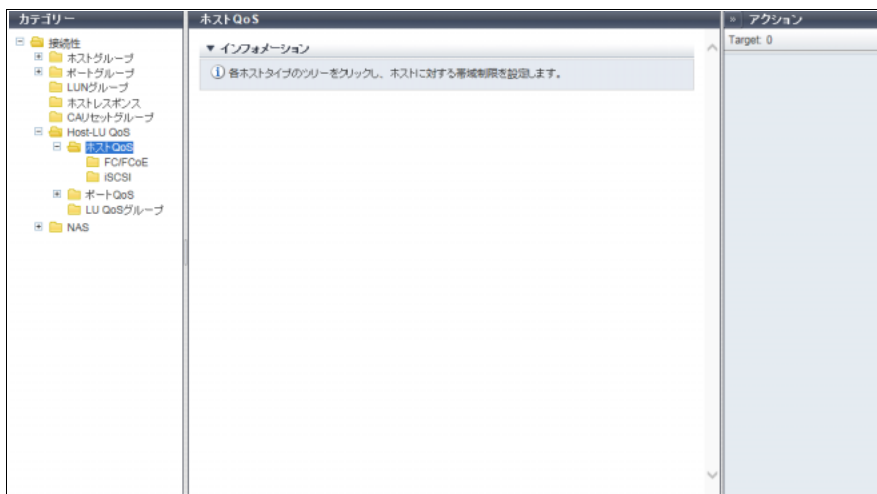 カテゴリー
接続性
ホストグループ
ポートグループ
LUNグループ
ホストレスポンス
CAリセットグループ
Host-LU QoS
ホストQoS
FC/FCoE
iSCSI
ポートQoS
LU QoSグループ
NAS
ホストQoS
▼ インフォメーション
各ホストタイプのツリーをクリックし、ホストに対する帯域制限を設定します。
» アクション
Target: 0